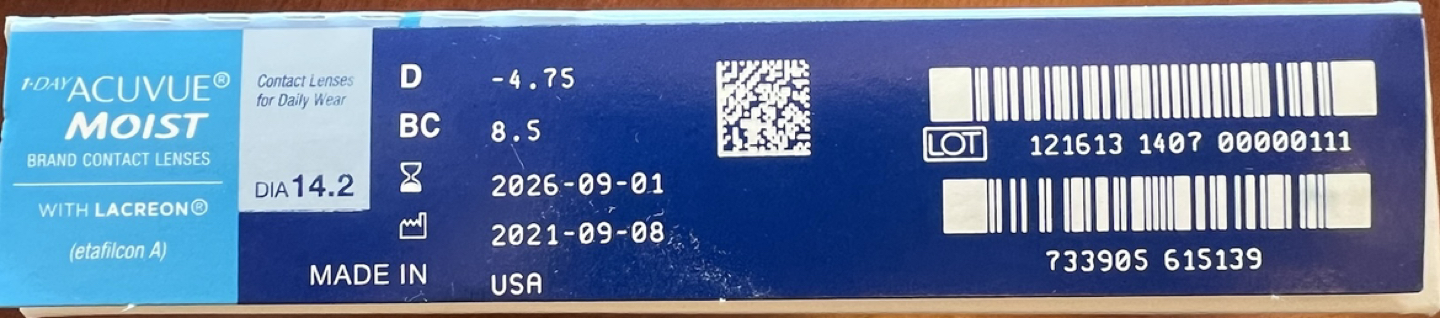 1-DAY ACUVUE®
MOIST
BRAND CONTACT LENSES
WITH LACREON®
(etafilcon A)
Contact Lenses
for Daily Wear
DIA 14.2
D -4.75
BC 8.5
2026-09-01
2021-09-08
MADE IN USA
LOT 121613 1407 00000111
733905 615139